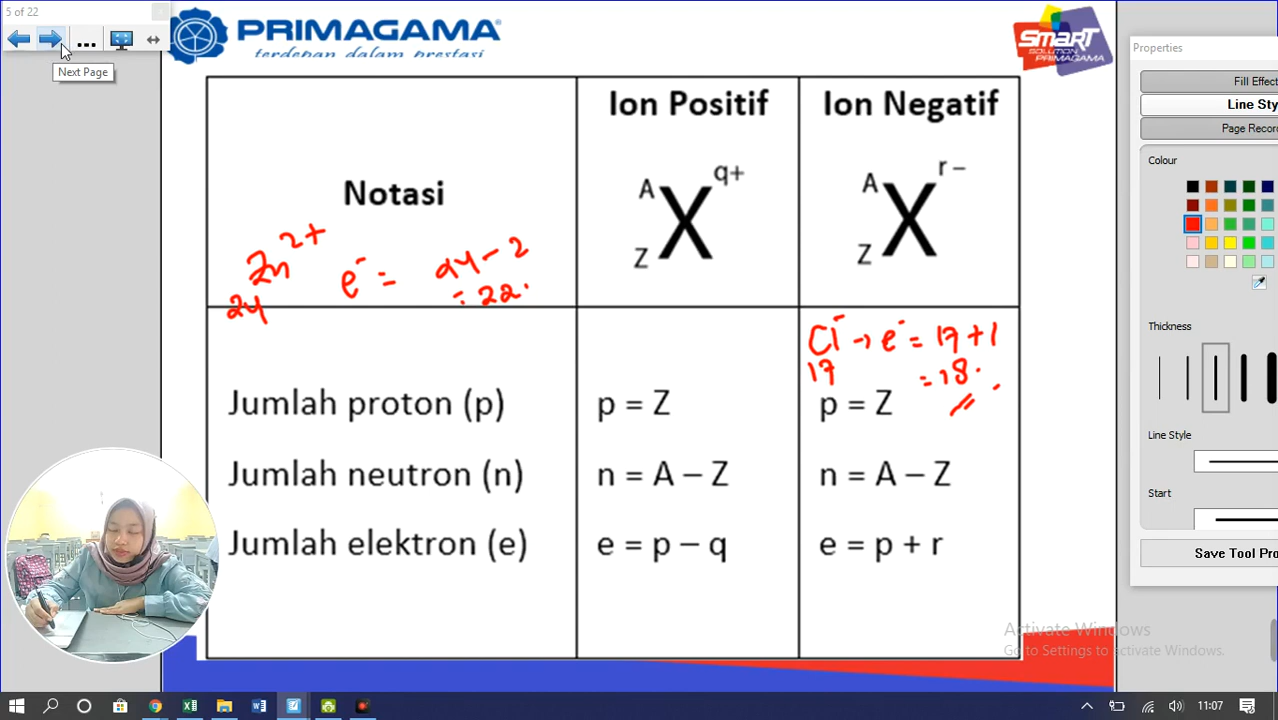 5 of 22
Next Page
PRIMAGAMA
terdepan dalam prestasi
SMART
SOLUTION
PRIMAGAMA
Properties
Fill Effect
Line Sty
Page Recor
Colour
Thickness
Line Style
Start
Save Tool Pro
Ion Positif
Ion Negatif
Notasi
A
Z
X
q+
A
Z
X
r –
Zn 2+
24
e⁻ = 24 – 2
= 22.
Cl⁻ → e⁻ = 17 + 1
17
= 18.
Jumlah proton (p)
p = Z
p = Z
Jumlah neutron (n)
n = A – Z
n = A – Z
Jumlah elektron (e)
e = p – q
e = p + r
Activate Windows
Go to Settings to activate Windows.
11:07